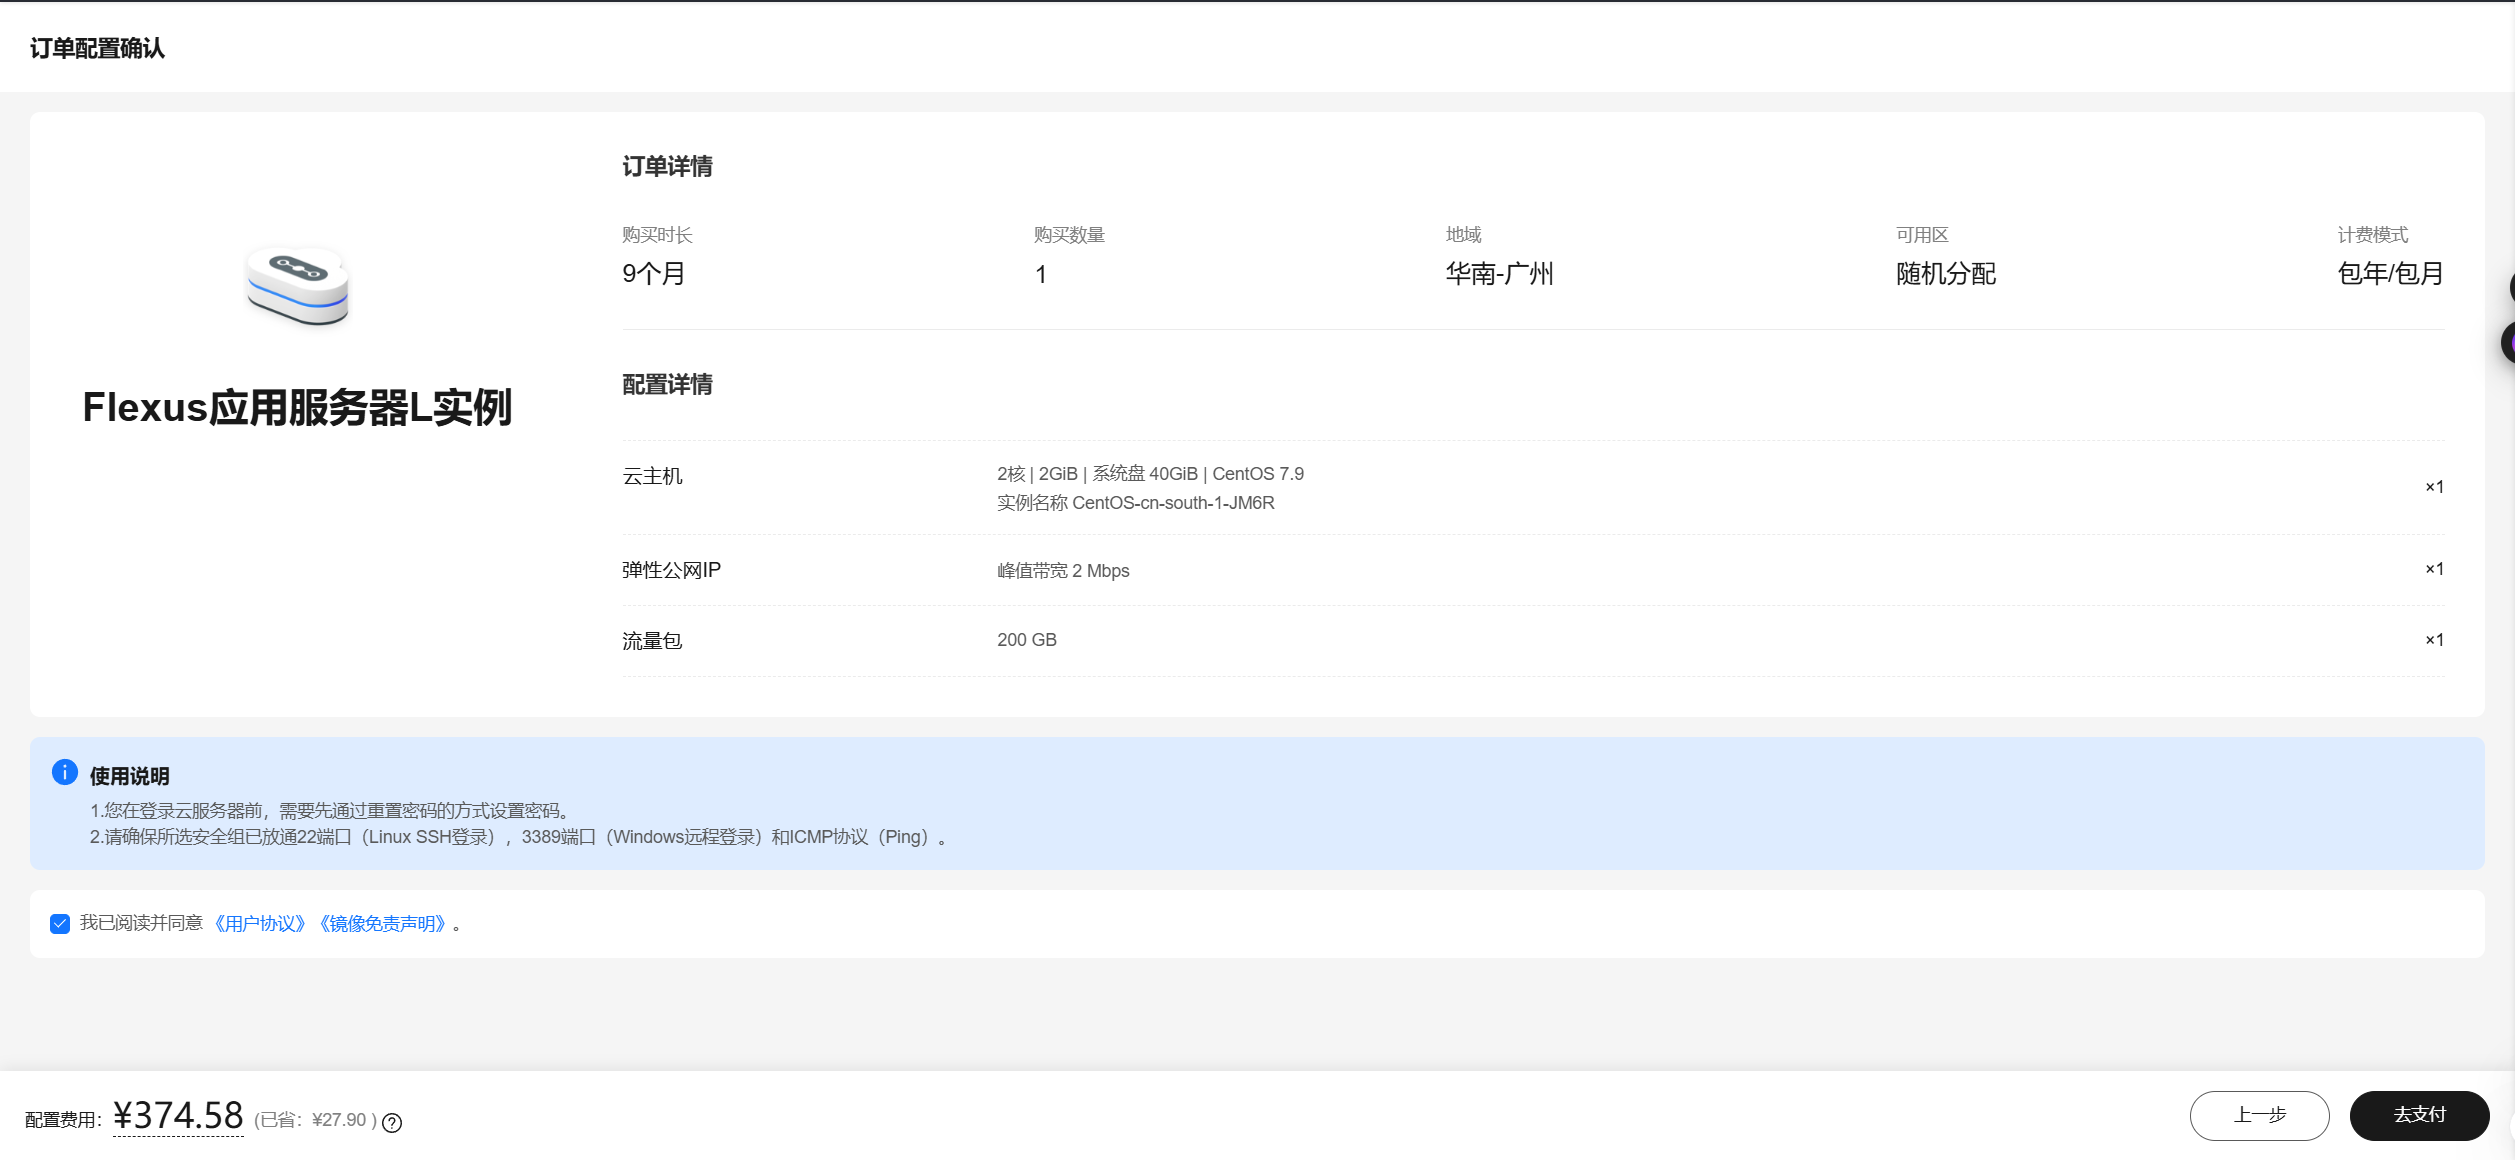 订单配置确认
Flexus应用服务器L实例
订单详情
购买时长
9个月
购买数量
1
地域
华南-广州
可用区
随机分配
计费模式
包年/包月
配置详情
云主机
2核 | 2GiB | 系统盘 40GiB | CentOS 7.9
实例名称 CentOS-cn-south-1-JM6R
×1
弹性公网IP
峰值带宽 2 Mbps
×1
流量包
200 GB
×1
使用说明
1.您在登录云服务器前，需要先通过重置密码的方式设置密码。
2.请确保所选安全组已放通22端口（Linux SSH登录），3389端口（Windows远程登录）和ICMP协议（Ping）。
我已阅读并同意 《用户协议》 《镜像免责声明》 。
配置费用： ¥374.58 (已省：¥27.90 )
上一步
去支付